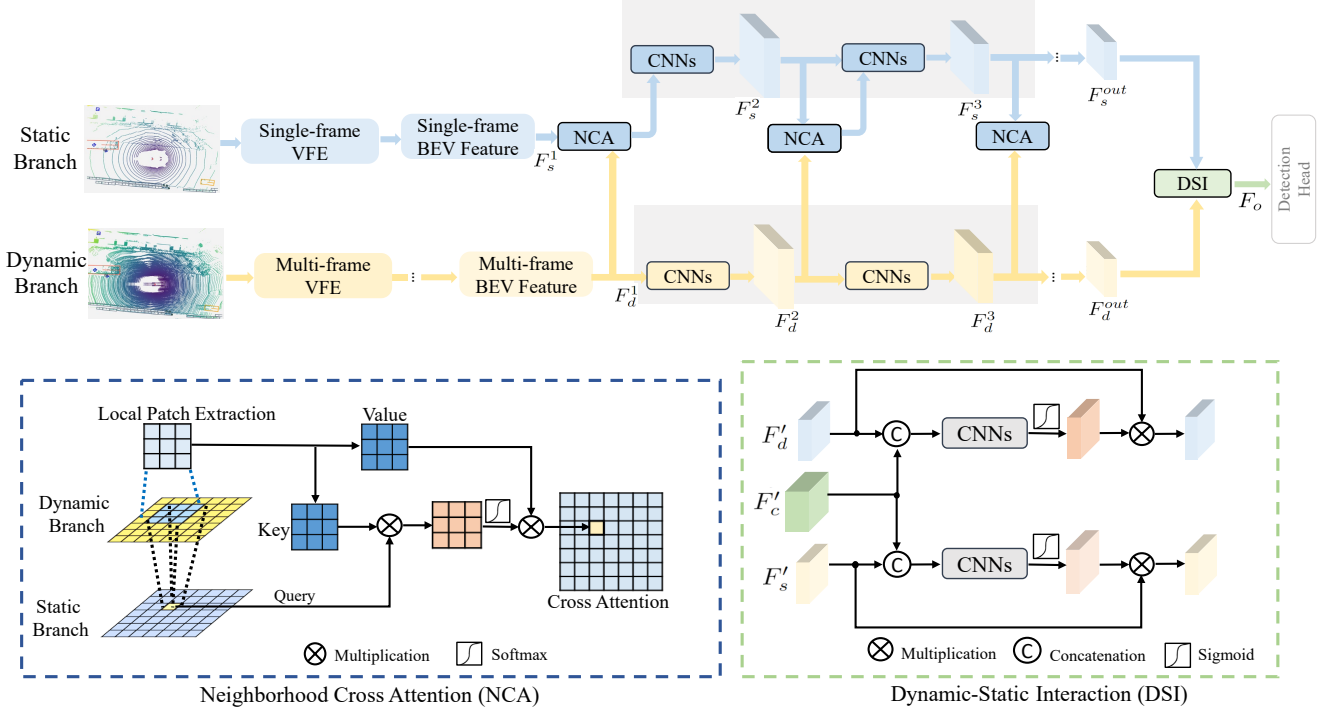 CNNs
CNNs
F_s^2
F_s^3
F_s^{out}
Static
Branch
Single-frame
VFE
Single-frame
BEV Feature
F_s^1
NCA
NCA
NCA
DSI
F_o
Detection
Head
Dynamic
Branch
Multi-frame
VFE
Multi-frame
BEV Feature
F_d^1
CNNs
CNNs
F_d^2
F_d^3
F_d^{out}
Local Patch Extraction
Value
Dynamic
Branch
Key
Static
Branch
Query
Cross Attention
Multiplication
Softmax
Neighborhood Cross Attention (NCA)
F'_d
C
CNNs
F'_c
F'_s
C
CNNs
Multiplication
C
Concatenation
Sigmoid
Dynamic-Static Interaction (DSI)